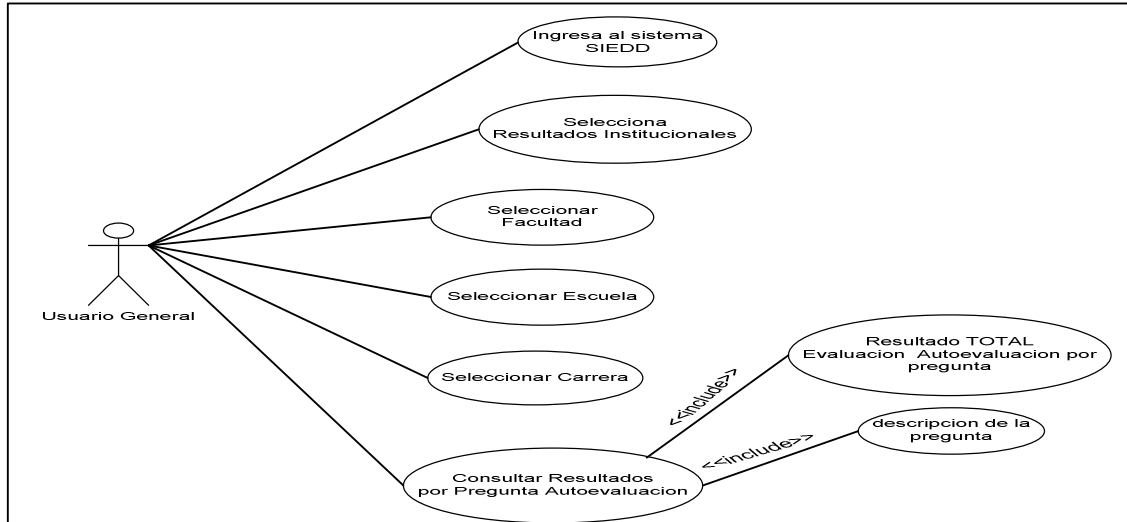 Ingresa al sistema
SIEDD
Selecciona
Resultados Institucionales
Seleccionar
Facultad
Seleccionar Escuela
Usuario General
Resultado TOTAL
Evaluacion Autoevaluacion por
pregunta
Seleccionar Carrera
<<include>>
descripcion de la
pregunta
<<include>>
Consultar Resultados
por Pregunta Autoevaluacion